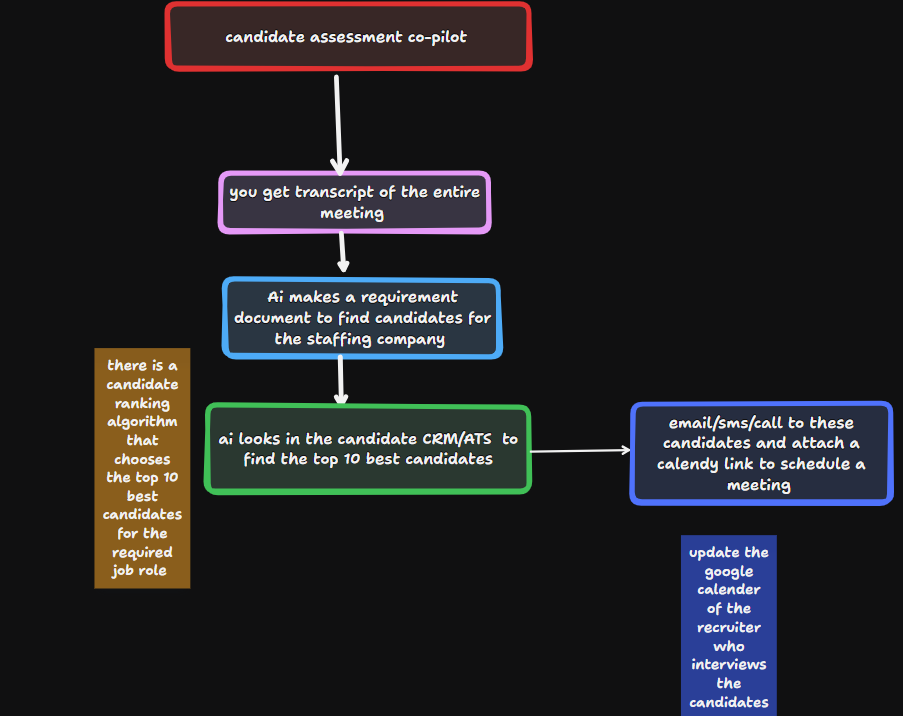 candidate assessment co-pilot
you get transcript of the entire
meeting
Ai makes a requirement
document to find candidates for
the staffing company
there is a
candidate
ranking
algorithm
that
chooses
the top 10
best
candidates
for the
required
job role
ai looks in the candidate CRM/ATS to
find the top 10 best candidates
email/sms/call to these
candidates and attach a
calendy link to schedule a
meeting
update the
google
calender
of the
recruiter
who
interviews
the
candidates